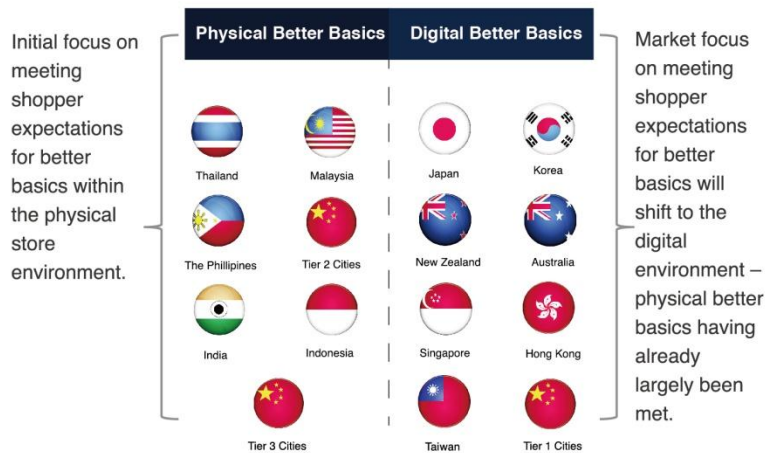 Physical Better Basics
Digital Better Basics
Initial focus on
meeting
shopper
expectations
for better
basics within
the physical
store
environment.
Thailand
Malaysia
The Phillipines
Tier 2 Cities
India
Indonesia
Tier 3 Cities
Japan
Korea
New Zealand
Australia
Singapore
Hong Kong
Taiwan
Tier 1 Cities
Market focus
on meeting
shopper
expectations
for better
basics will
shift to the
digital
environment –
physical better
basics having
already
largely been
met.